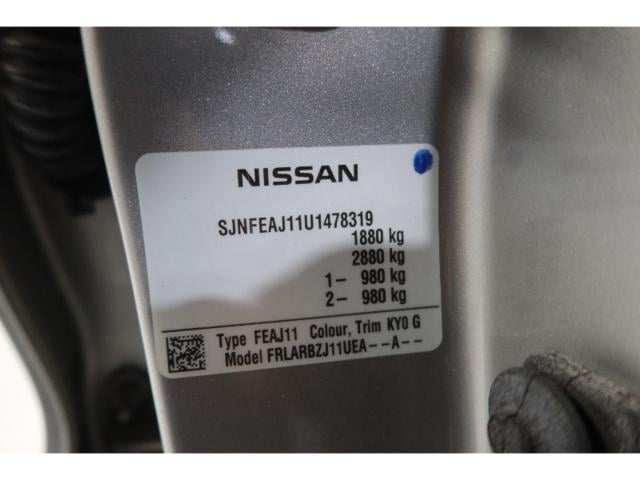 NISSAN
SJNFEAJ11U1478319
1880 kg
2880 kg
1- 980 kg
2- 980 kg
Type FEAJ11 Colour, Trim KY0 G
Model FRLARBZJ11UEA--A--